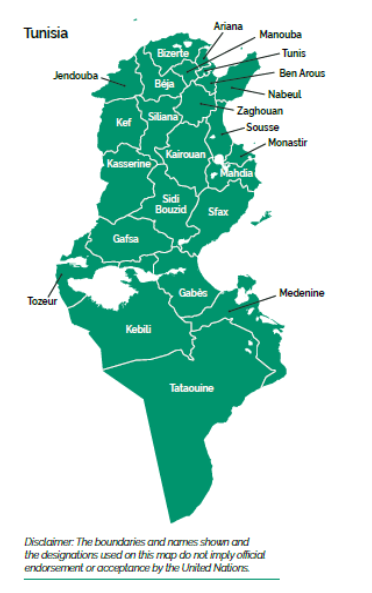 Tunisia
Ariana
Manouba
Bizerte
Tunis
Jendouba
Ben Arous
Béja
Nabeul
Zaghouan
Kef
Siliana
Sousse
Monastir
Kairouan
Kasserine
Mahdia
Sidi
Bouzid
Sfax
Gafsa
Tozeur
Gabès
Medenine
Kebili
Tataouine
Disclaimer: The boundaries and names shown and
the designations used on this map do not imply official
endorsement or acceptance by the United Nations.